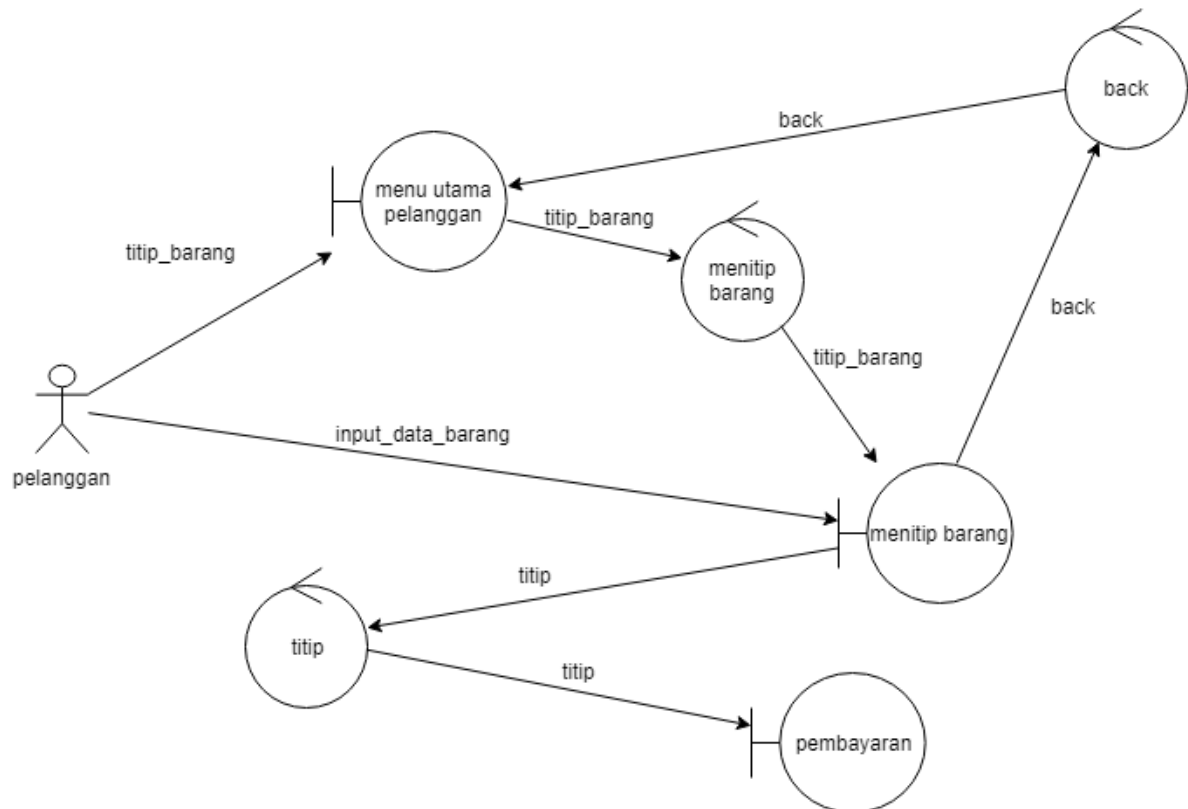 back
back
menu utama
pelanggan
titip_barang
titip_barang
menitip
barang
back
titip_barang
input_data_barang
pelanggan
menitip barang
titip
titip
titip
pembayaran